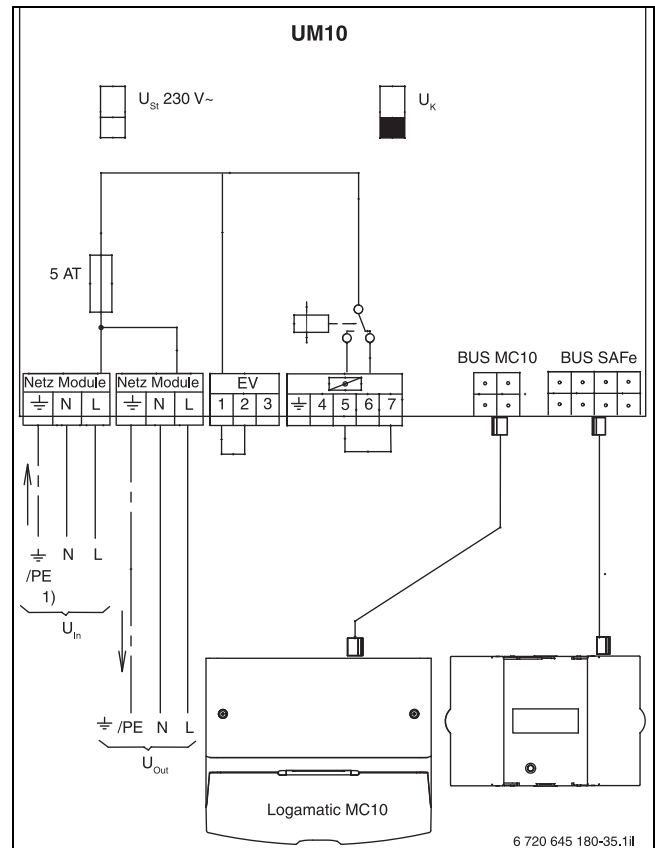 UM10
U_St 230 V~
U_K
5 AT
BUS MC10 BUS SAFe
Netz Module Netz Module EV
⏚ N L ⏚ N L 1 2 3 ⏚ 4 5 6 7
⏚ N L
/PE
1)
U_In
⏚ /PE N L
U_Out
Logamatic MC10
6 720 645 180-35.1il